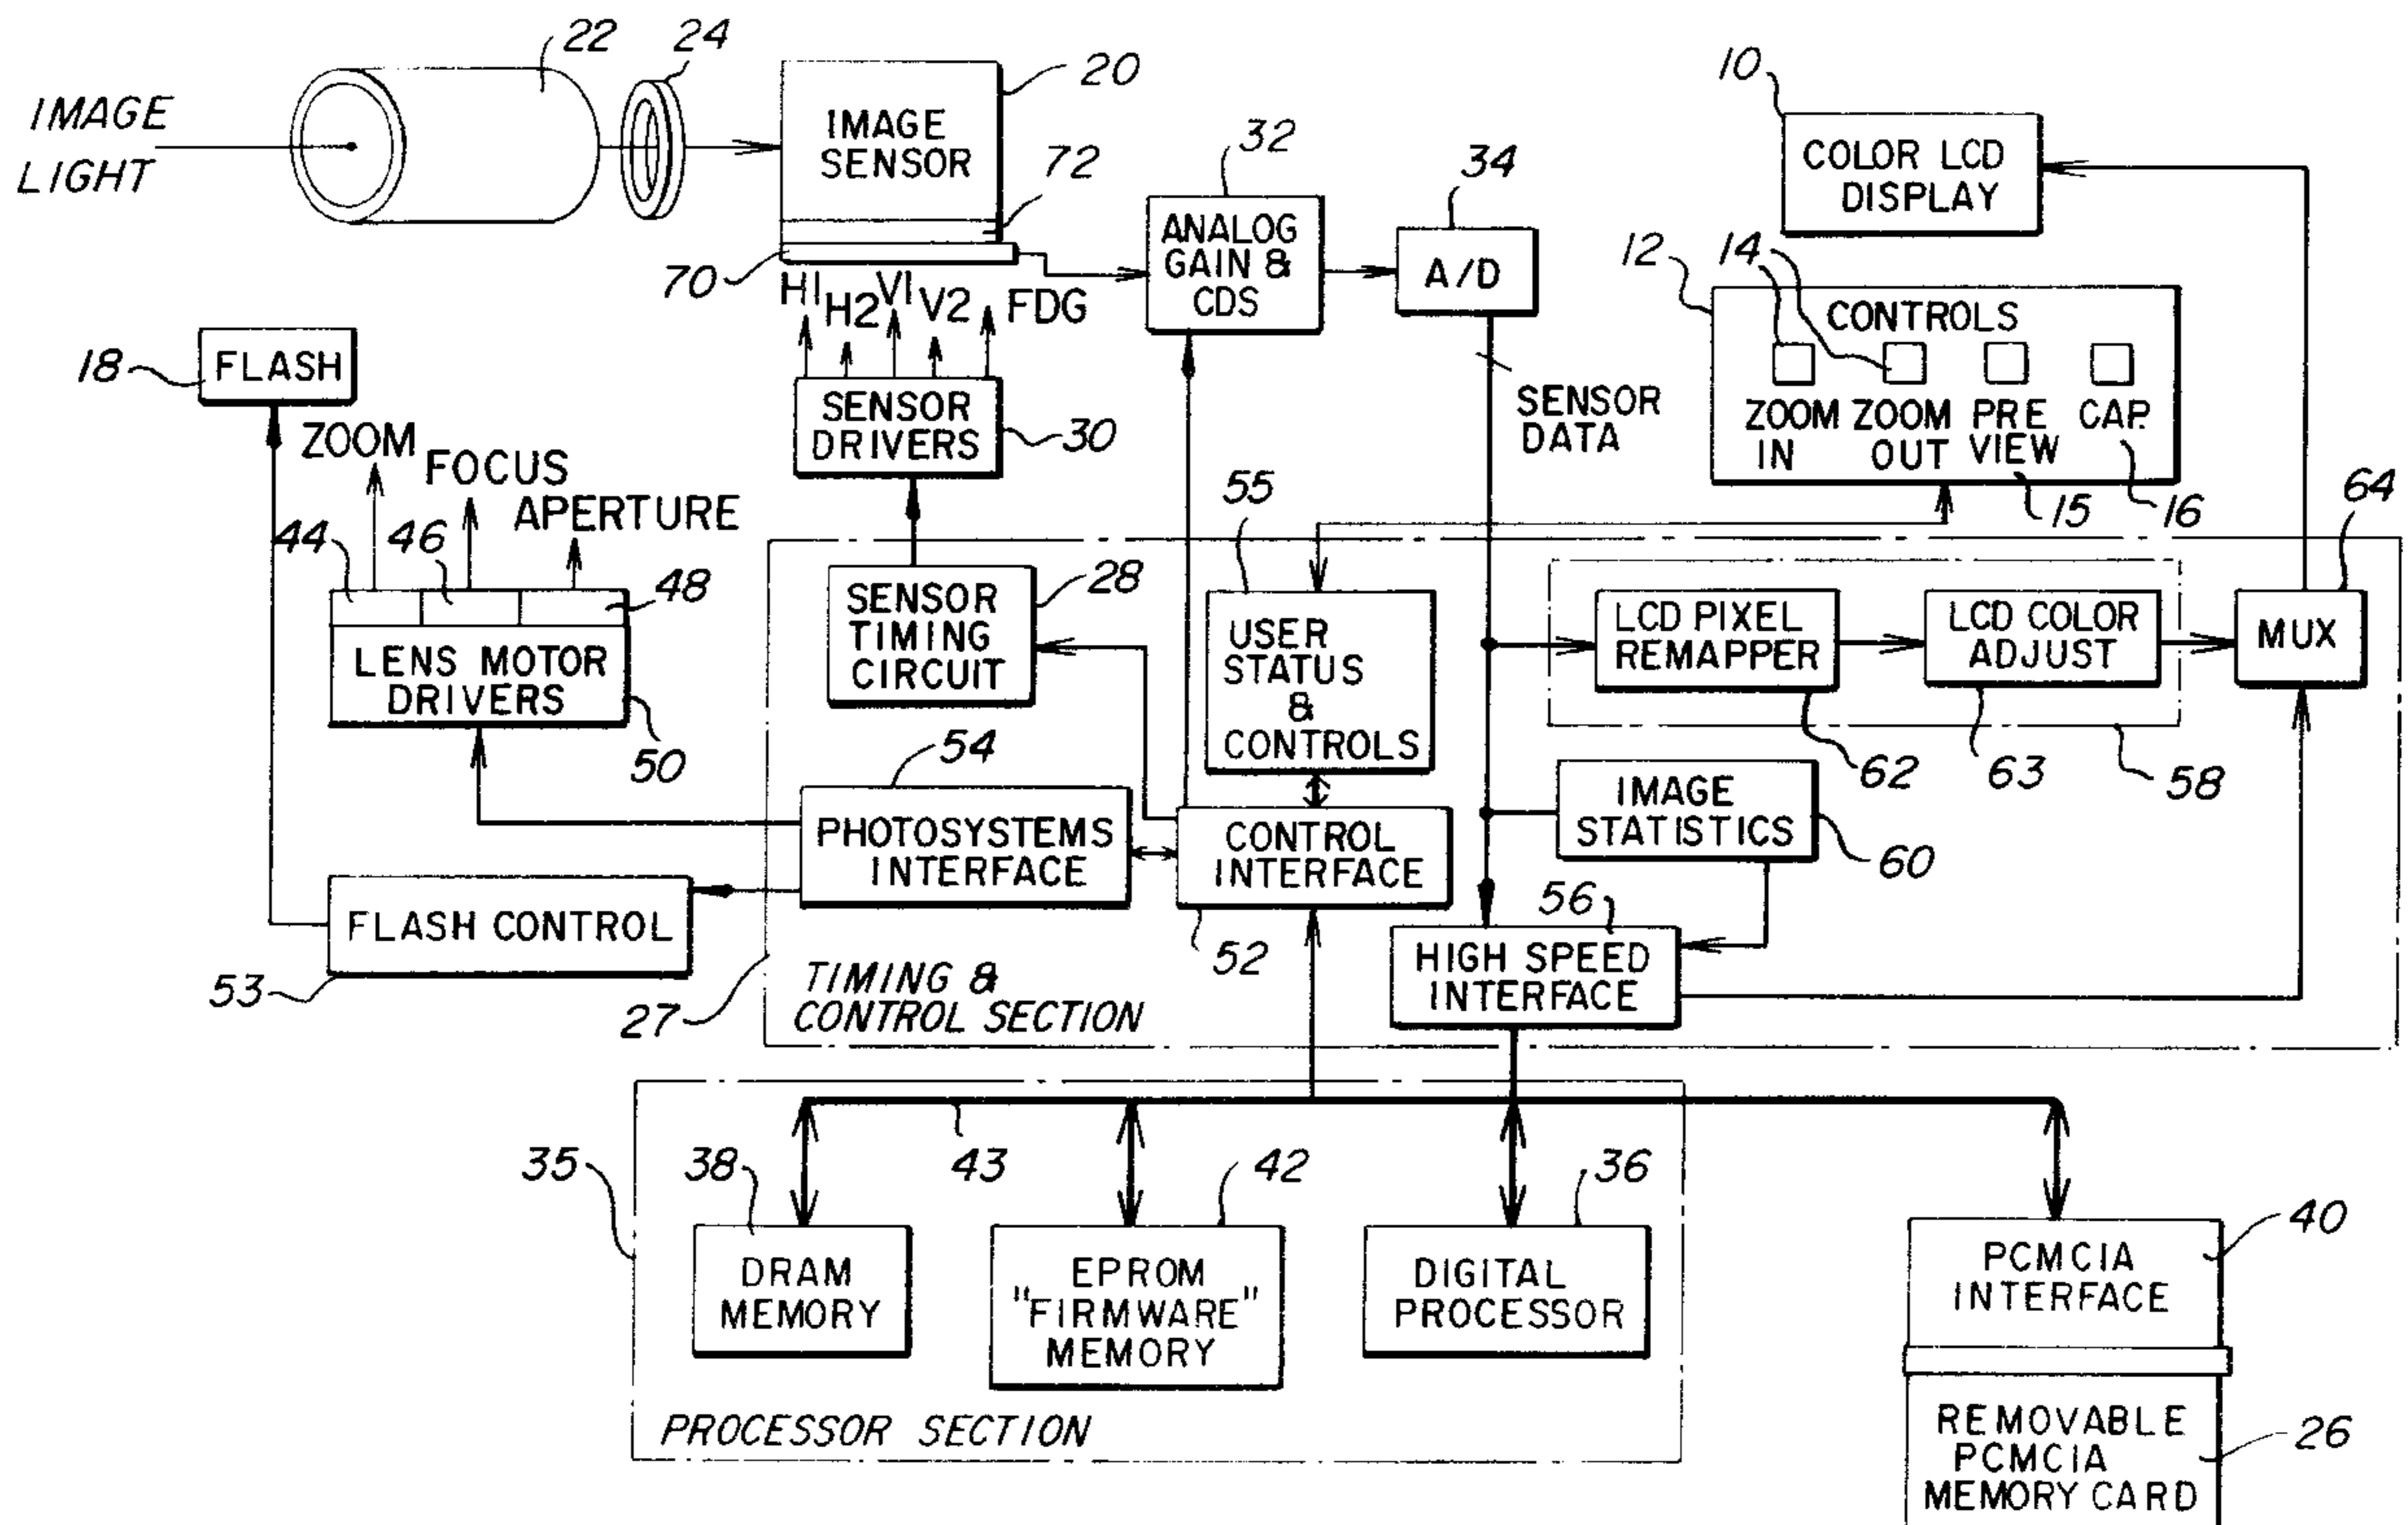 IMAGE
LIGHT
22
24
IMAGE
SENSOR
20
72
70
32
ANALOG
GAIN &
CDS
34
A/D
10
COLOR LCD
DISPLAY
12
14
CONTROLS
ZOOM
IN
ZOOM
OUT
PRE
VIEW
CAP.
15
16
H1
H2
V1
V2
FDG
SENSOR
DRIVERS
30
SENSOR
DATA
18
FLASH
ZOOM
FOCUS
APERTURE
44
46
48
LENS MOTOR
DRIVERS
50
SENSOR
TIMING
CIRCUIT
28
55
USER
STATUS
&
CONTROLS
LCD PIXEL
REMAPPER
62
LCD COLOR
ADJUST
63
58
64
MUX
54
PHOTOSYSTEMS
INTERFACE
CONTROL
INTERFACE
52
IMAGE
STATISTICS
60
56
HIGH SPEED
INTERFACE
FLASH CONTROL
53
27
TIMING &
CONTROL SECTION
35
38
43
42
36
DRAM
MEMORY
EPROM
"FIRMWARE"
MEMORY
DIGITAL
PROCESSOR
40
PCMCIA
INTERFACE
PROCESSOR SECTION
REMOVABLE
PCMCIA
MEMORY CARD
26